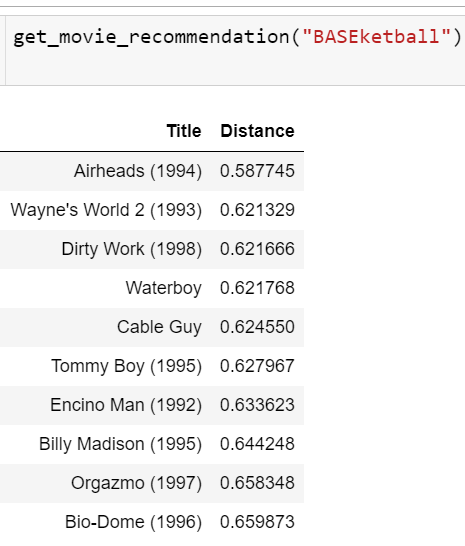 get_movie_recommendation("BASEketball")
Title Distance
Airheads (1994) 0.587745
Wayne's World 2 (1993) 0.621329
Dirty Work (1998) 0.621666
Waterboy 0.621768
Cable Guy 0.624550
Tommy Boy (1995) 0.627967
Encino Man (1992) 0.633623
Billy Madison (1995) 0.644248
Orgazmo (1997) 0.658348
Bio-Dome (1996) 0.659873